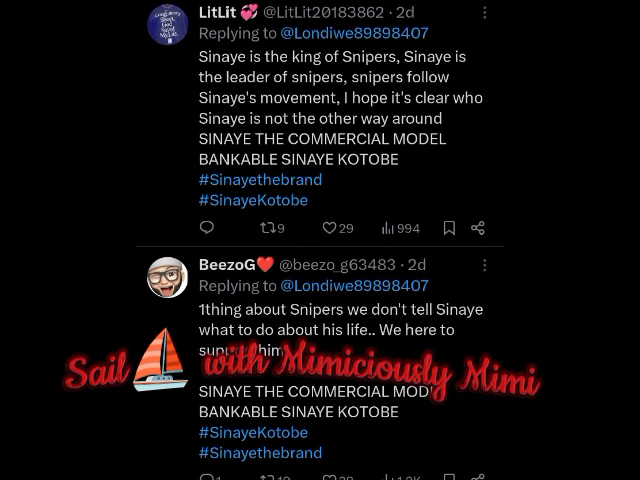 LitLit @LitLit20183862 · 2d
Replying to @Londiwe89898407
Sinaye is the king of Snipers, Sinaye is
the leader of snipers, snipers follow
Sinaye's movement, I hope it's clear who
Sinaye is not the other way around
SINAYE THE COMMERCIAL MODEL
BANKABLE SINAYE KOTOBE
#Sinayethebrand
#SinayeKotobe
9 29 994
BeezoG @beezo_g63483 · 2d
Replying to @Londiwe89898407
1thing about Snipers we don't tell Sinaye
what to do about his life.. We here to
him
Sail with Mimiciously Mimi
SINAYE THE COMMERCIAL MOD
BANKABLE SINAYE KOTOBE
#SinayeKotobe
#Sinayethebrand